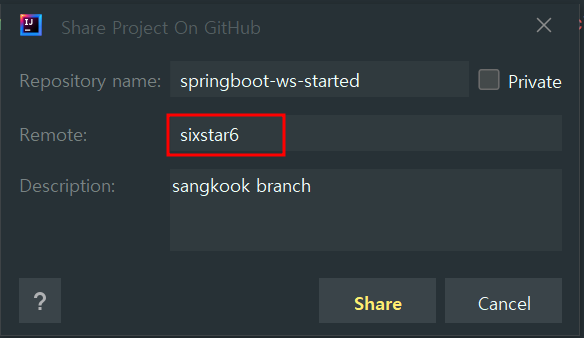 IJ
Share Project On GitHub
Repository name: springboot-ws-started Private
Remote: sixstar6
Description: sangkook branch
? Share Cancel